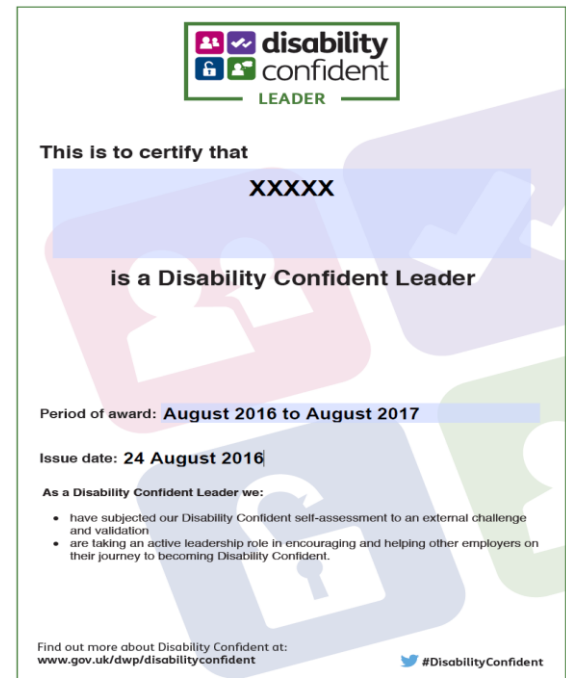 disability
confident
LEADER
This is to certify that
XXXXX
is a Disability Confident Leader
Period of award: August 2016 to August 2017
Issue date: 24 August 2016
As a Disability Confident Leader we:
• have subjected our Disability Confident self-assessment to an external challenge
and validation
• are taking an active leadership role in encouraging and helping other employers on
their journey to becoming Disability Confident.
Find out more about Disability Confident at:
www.gov.uk/dwp/disabilityconfident
#DisabilityConfident